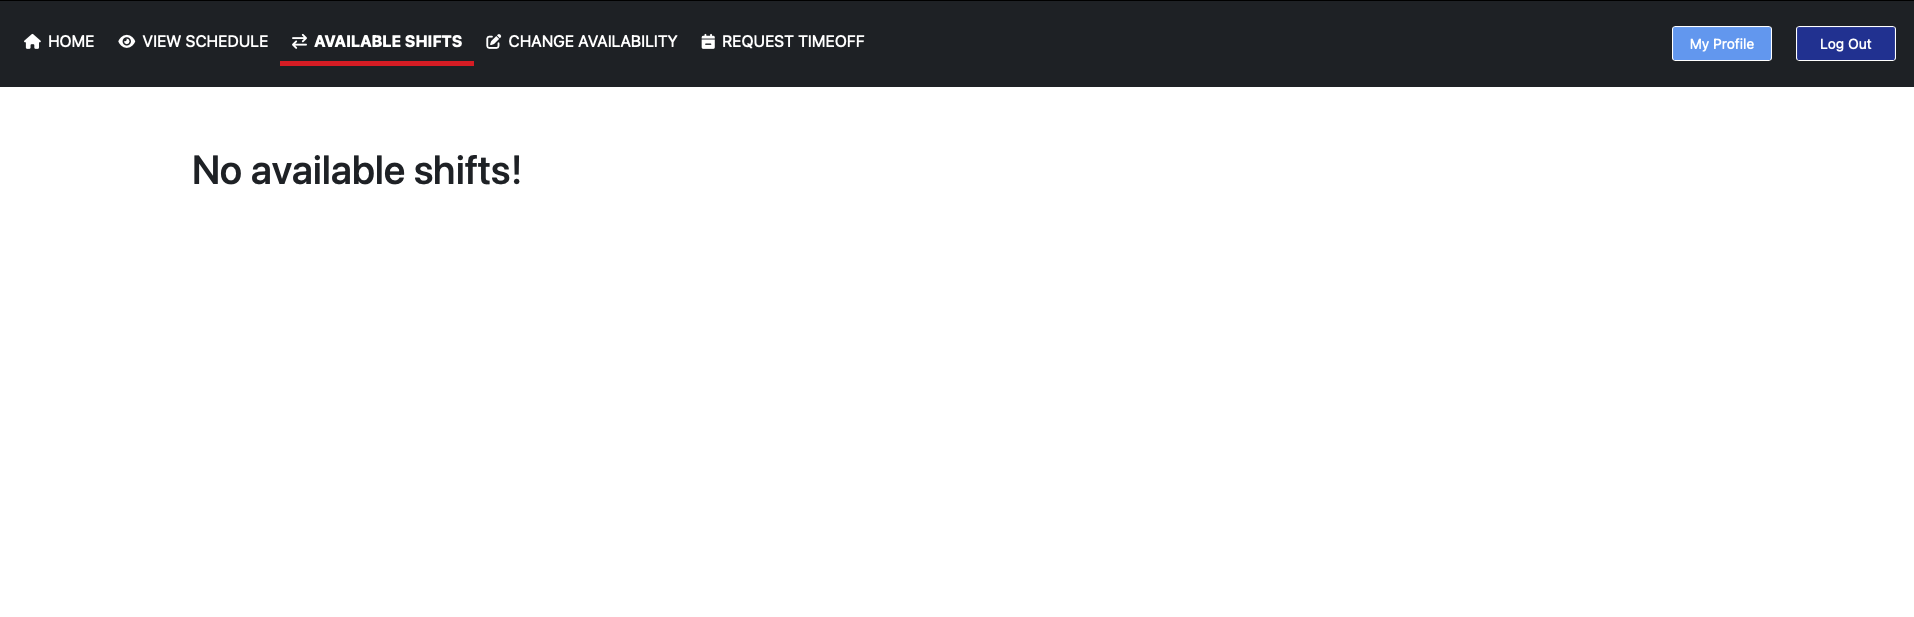 HOME VIEW SCHEDULE AVAILABLE SHIFTS CHANGE AVAILABILITY REQUEST TIMEOFF My Profile Log Out
No available shifts!